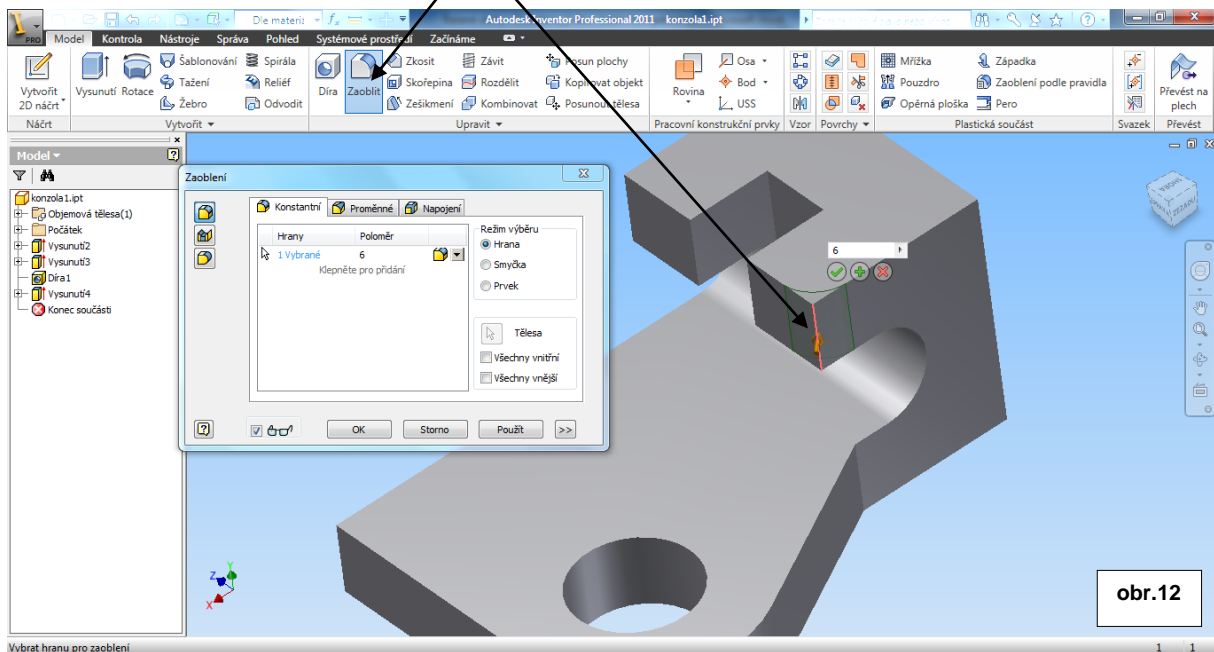 Dle materiá
Autodesk Inventor Professional 2011 konzola1.ipt
PRO
Model Kontrola Nástroje Správa Pohled Systémové prostředí Začínáme
Vytvořit
2D náčrt
Vysunutí Rotace
Šablonování
Tažení
Žebro
Spirála
Reliéf
Odvodit
Díra
Zaoblit
Zkosit
Skořepina
Zešikmení
Závit
Rozdělit
Kombinovat
Posun plochy
Kopírovat objekt
Posunout tělesa
Rovina
Osa
Bod
USS
Mřížka
Pouzdro
Opěrná ploška
Západka
Zaoblení podle pravidla
Pero
Převést na
plech
Náčrt
Vytvořit
Upravit
Pracovní konstrukční prvky
Vzor
Povrchy
Plastická součást
Svazek
Převést
Model
konzola1.ipt
Objemová tělesa(1)
Počátek
Vysunutí2
Vysunutí3
Díra1
Vysunutí4
Konec součásti
Zaoblení
Konstantní Proměnné Napojení
Hrany Poloměr
1 Vybrané 6
Klepněte pro přidání
Režim výběru
Hrana
Smyčka
Prvek
Tělesa
Všechny vnitřní
Všechny vnější
OK Storno Použít >>
6
Y
Z
X
obr.12
Vybrat hranu pro zaoblení
1 1